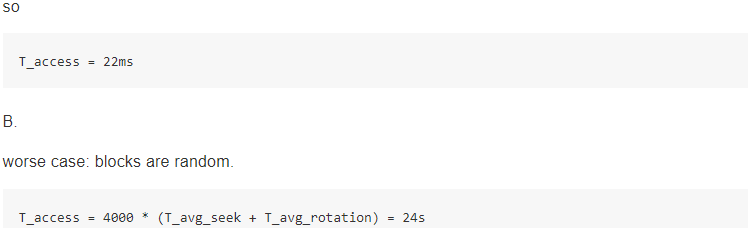 so
T_access = 22ms
B.
worse case: blocks are random.
T_access = 4000 * (T_avg_seek + T_avg_rotation) = 24s